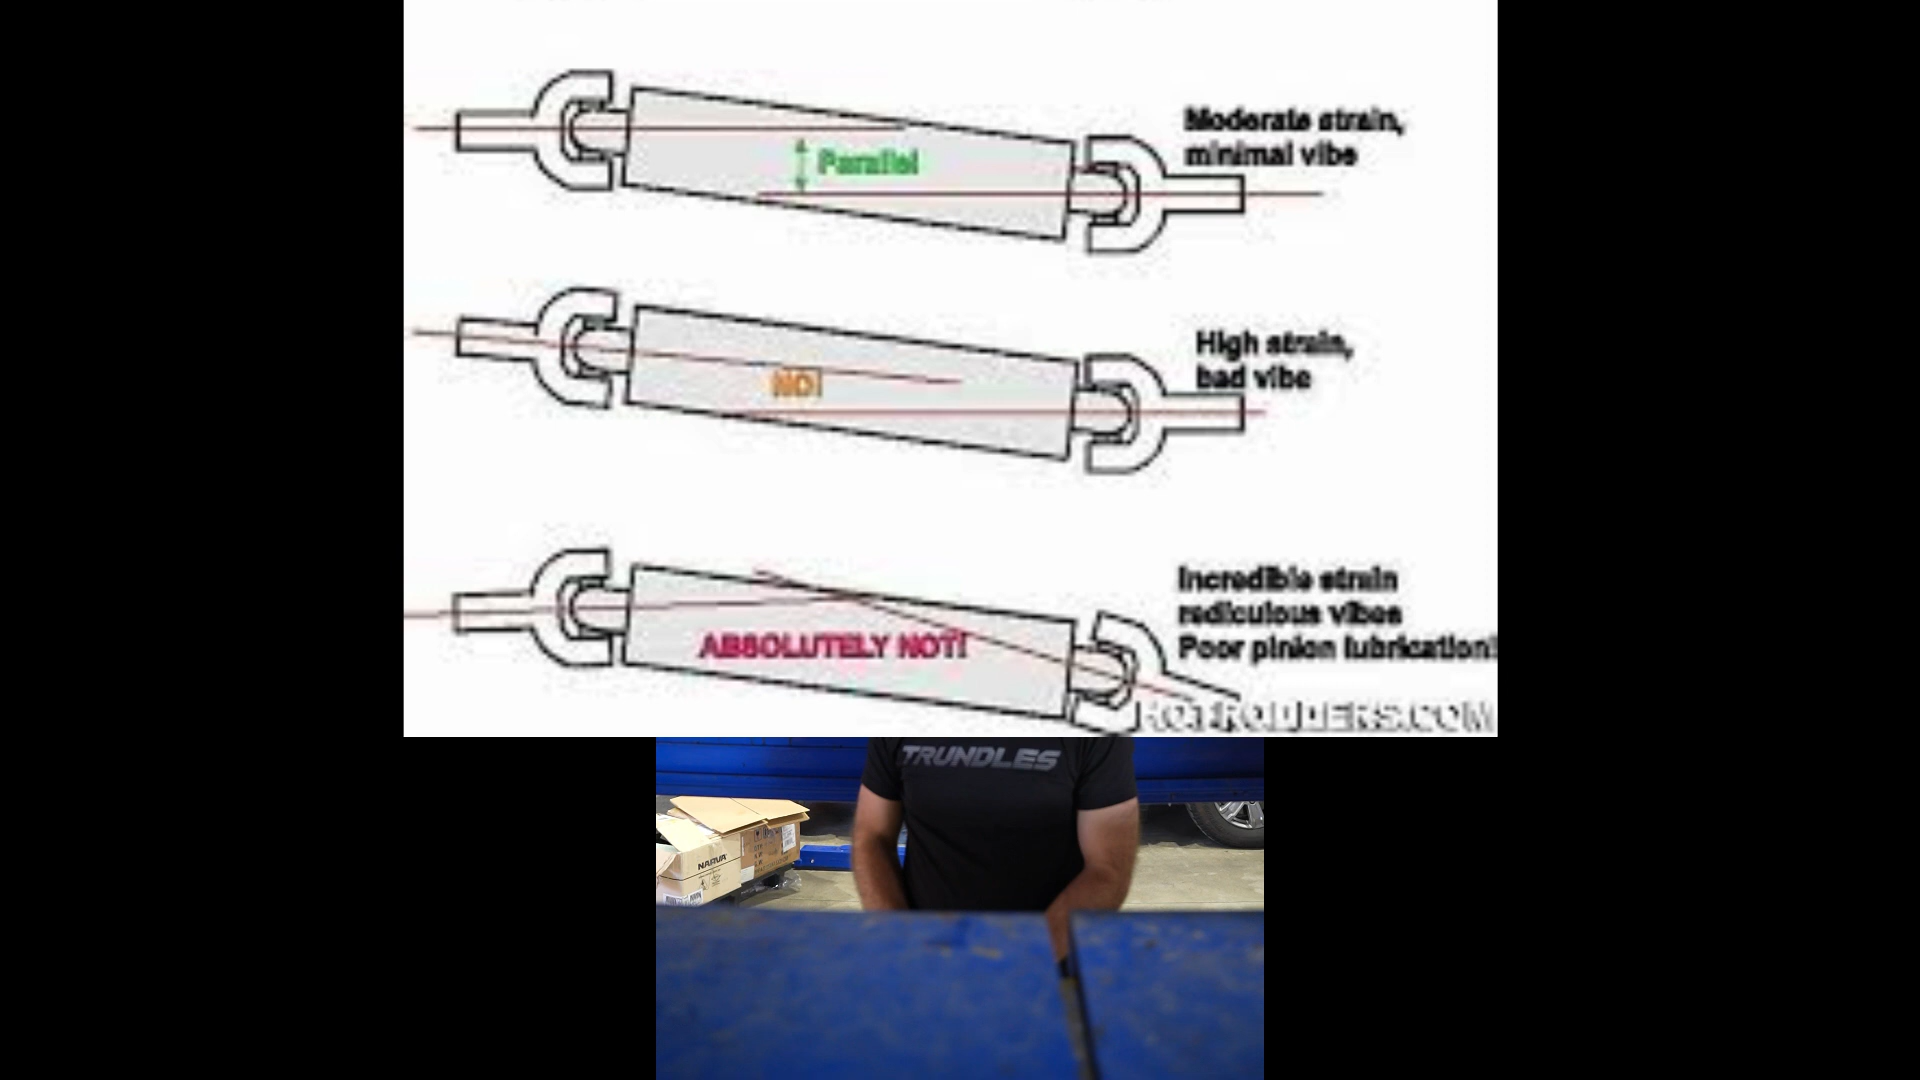 Moderate strain,
minimal vibe
Parallel
High strain,
bad vibe
NO!
Incredible strain
rediculous vibes
Poor pinion lubrication!
ABSOLUTELY NOT!
HOTRODDERS.COM
TRUNDLES
NARVA